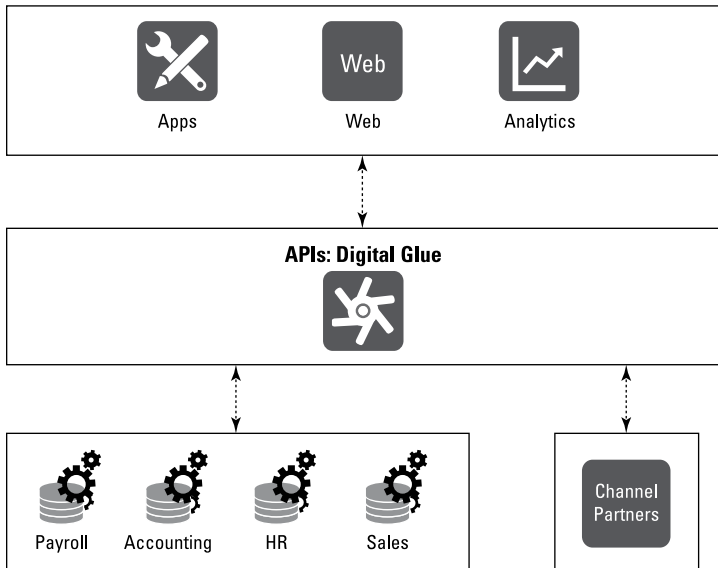 Web
Apps
Web
Analytics
APIs: Digital Glue
Payroll
Accounting
HR
Sales
Channel
Partners